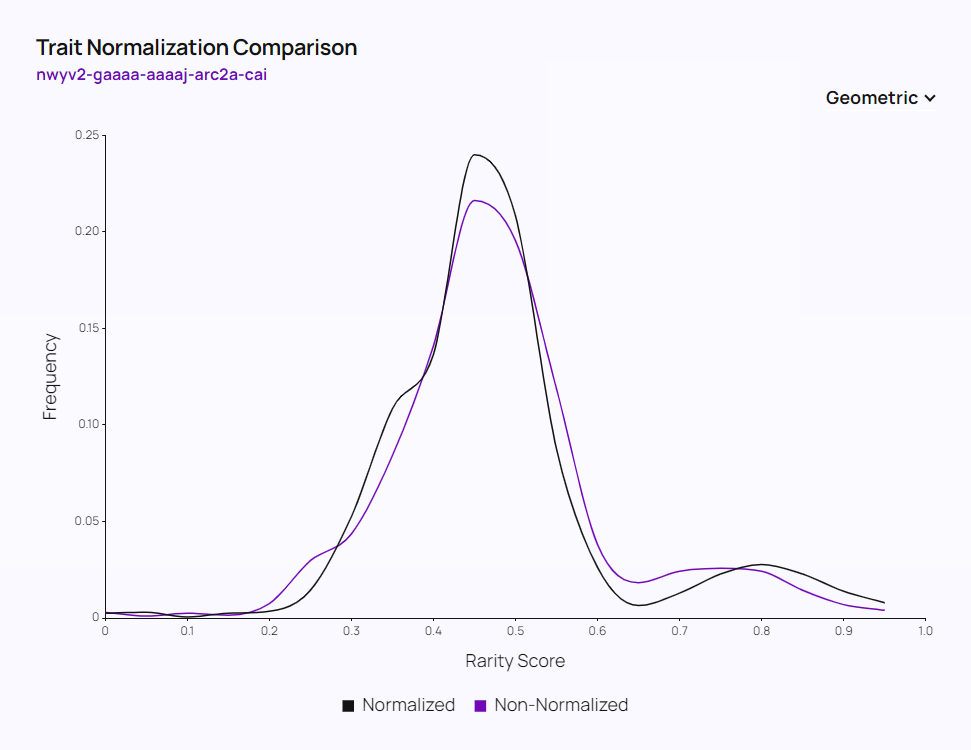 Trait Normalization Comparison
nwyv2-gaaaa-aaaaj-arc2a-cai
Geometric
0.25
0.20
0.15
0.10
0.05
0
Frequency
0 0.1 0.2 0.3 0.4 0.5 0.6 0.7 0.8 0.9 1.0
Rarity Score
Normalized Non-Normalized